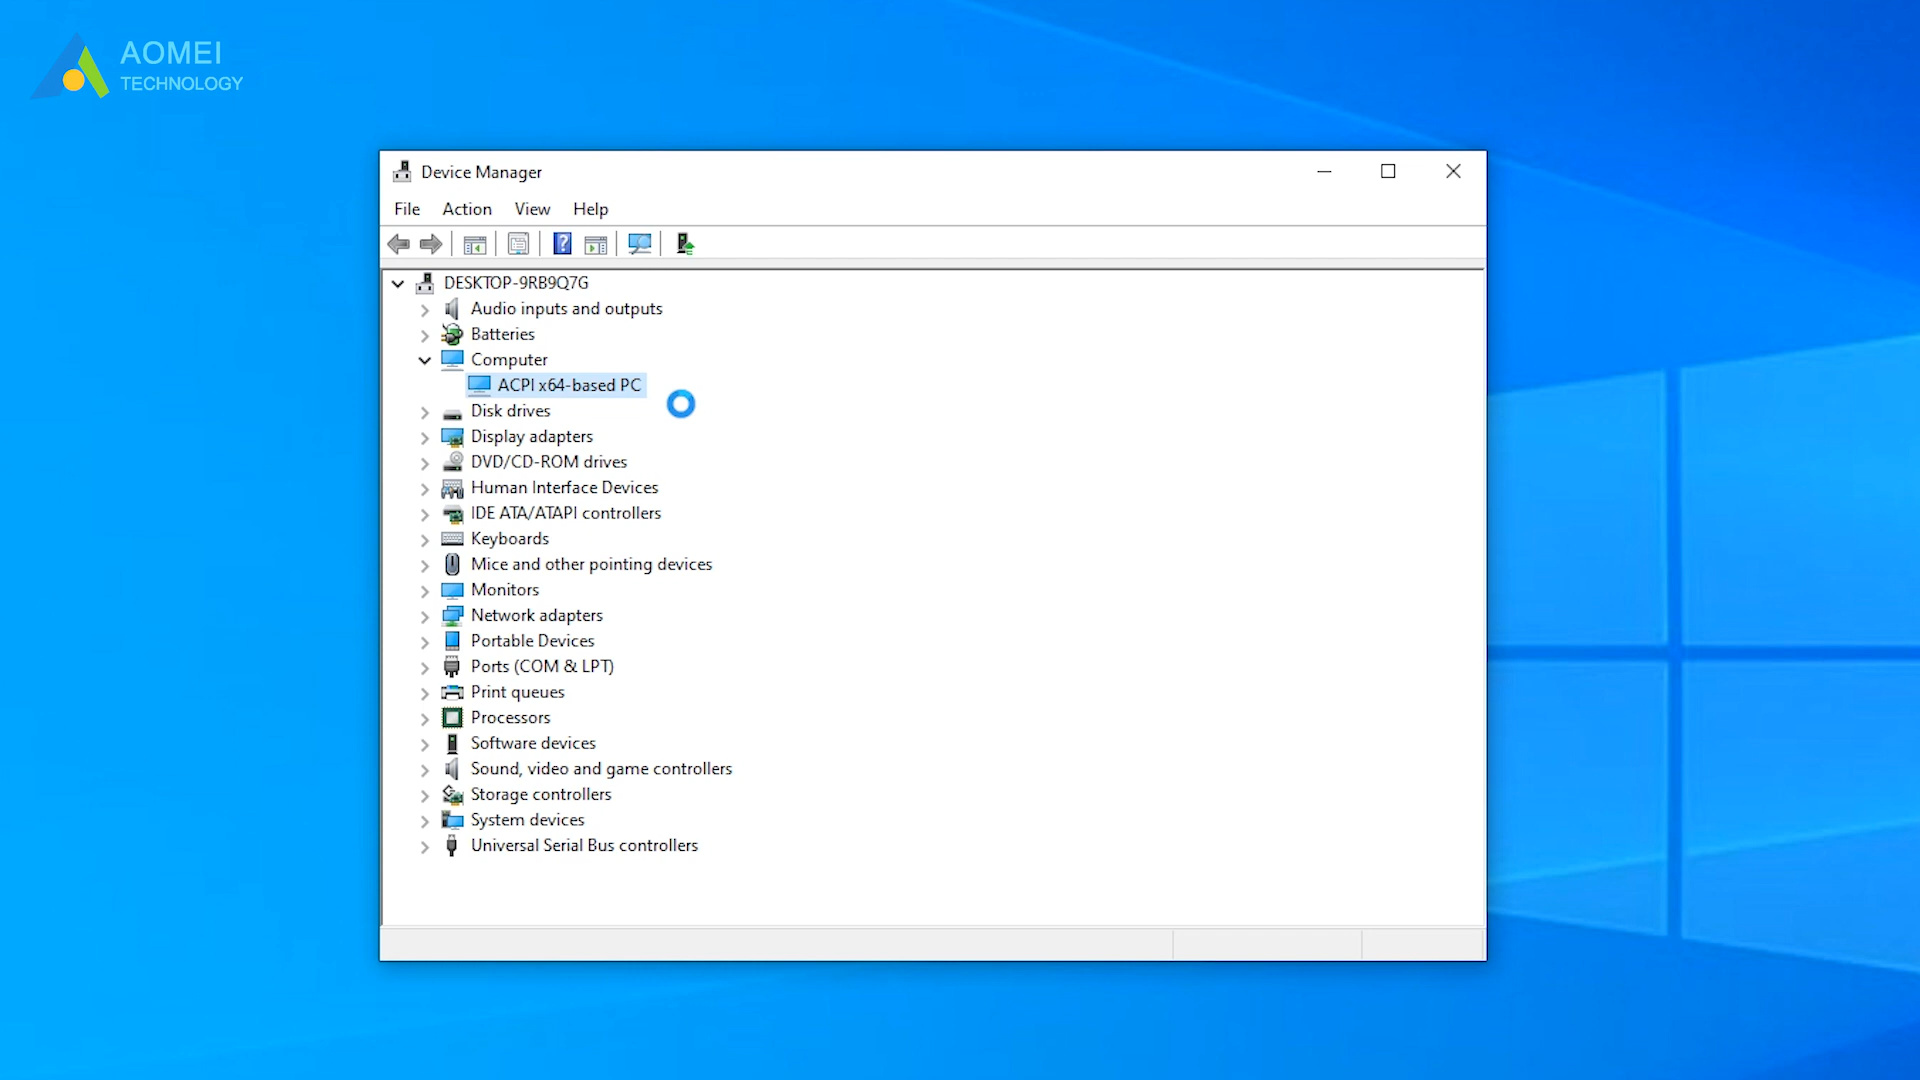 AOMEI
TECHNOLOGY
Device Manager
File Action View Help
DESKTOP-9RB9Q7G
Audio inputs and outputs
Batteries
Computer
ACPI x64-based PC
Disk drives
Display adapters
DVD/CD-ROM drives
Human Interface Devices
IDE ATA/ATAPI controllers
Keyboards
Mice and other pointing devices
Monitors
Network adapters
Portable Devices
Ports (COM & LPT)
Print queues
Processors
Software devices
Sound, video and game controllers
Storage controllers
System devices
Universal Serial Bus controllers